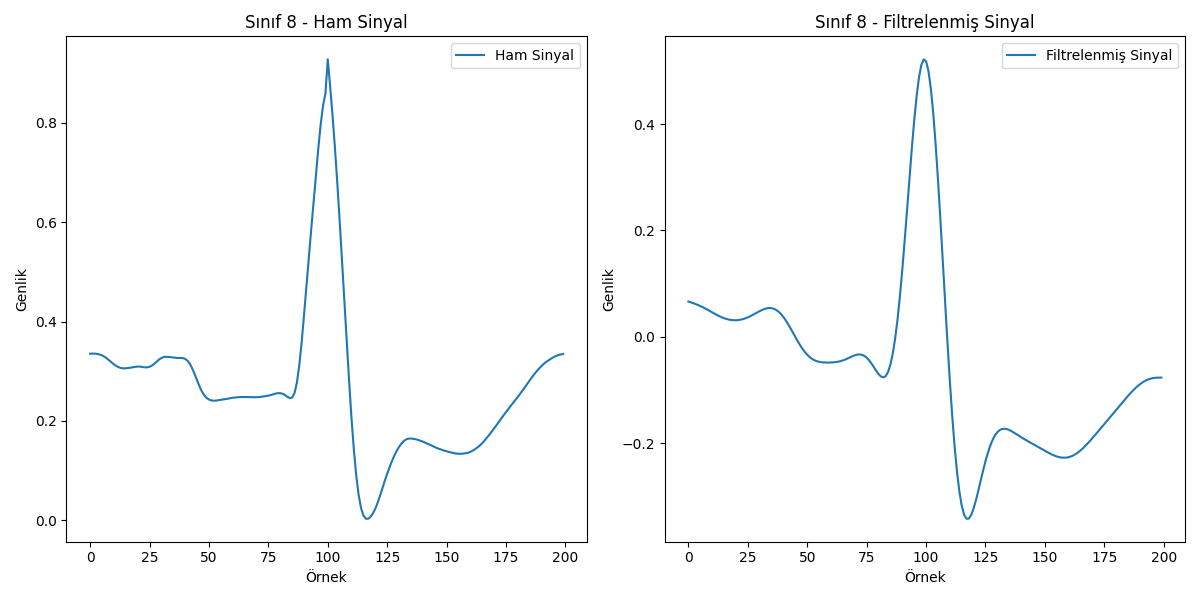 Sınıf 8 - Ham Sinyal
Ham Sinyal
Genlik
0.8
0.6
0.4
0.2
0.0
0 25 50 75 100 125 150 175 200
Örnek
Sınıf 8 - Filtrelenmiş Sinyal
Filtrelenmiş Sinyal
Genlik
0.4
0.2
0.0
−0.2
0 25 50 75 100 125 150 175 200
Örnek